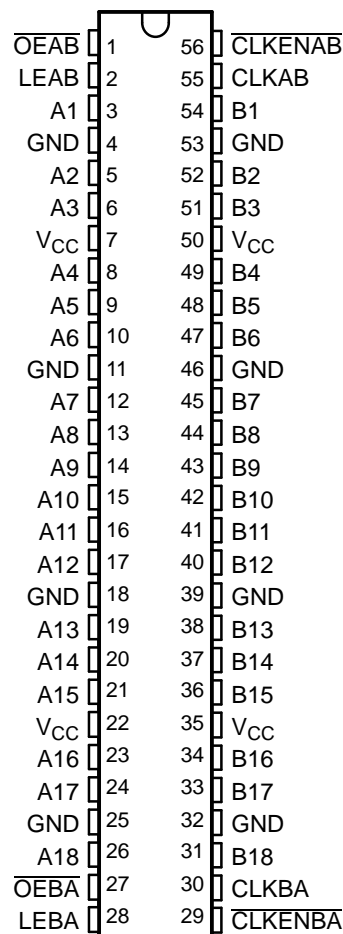 O̅E̅A̅B̅ 1 56 C̅L̅K̅E̅N̅A̅B̅
LEAB 2 55 CLKAB
A1 3 54 B1
GND 4 53 GND
A2 5 52 B2
A3 6 51 B3
VCC 7 50 VCC
A4 8 49 B4
A5 9 48 B5
A6 10 47 B6
GND 11 46 GND
A7 12 45 B7
A8 13 44 B8
A9 14 43 B9
A10 15 42 B10
A11 16 41 B11
A12 17 40 B12
GND 18 39 GND
A13 19 38 B13
A14 20 37 B14
A15 21 36 B15
VCC 22 35 VCC
A16 23 34 B16
A17 24 33 B17
GND 25 32 GND
A18 26 31 B18
O̅E̅B̅A̅ 27 30 CLKBA
LEBA 28 29 C̅L̅K̅E̅N̅B̅A̅